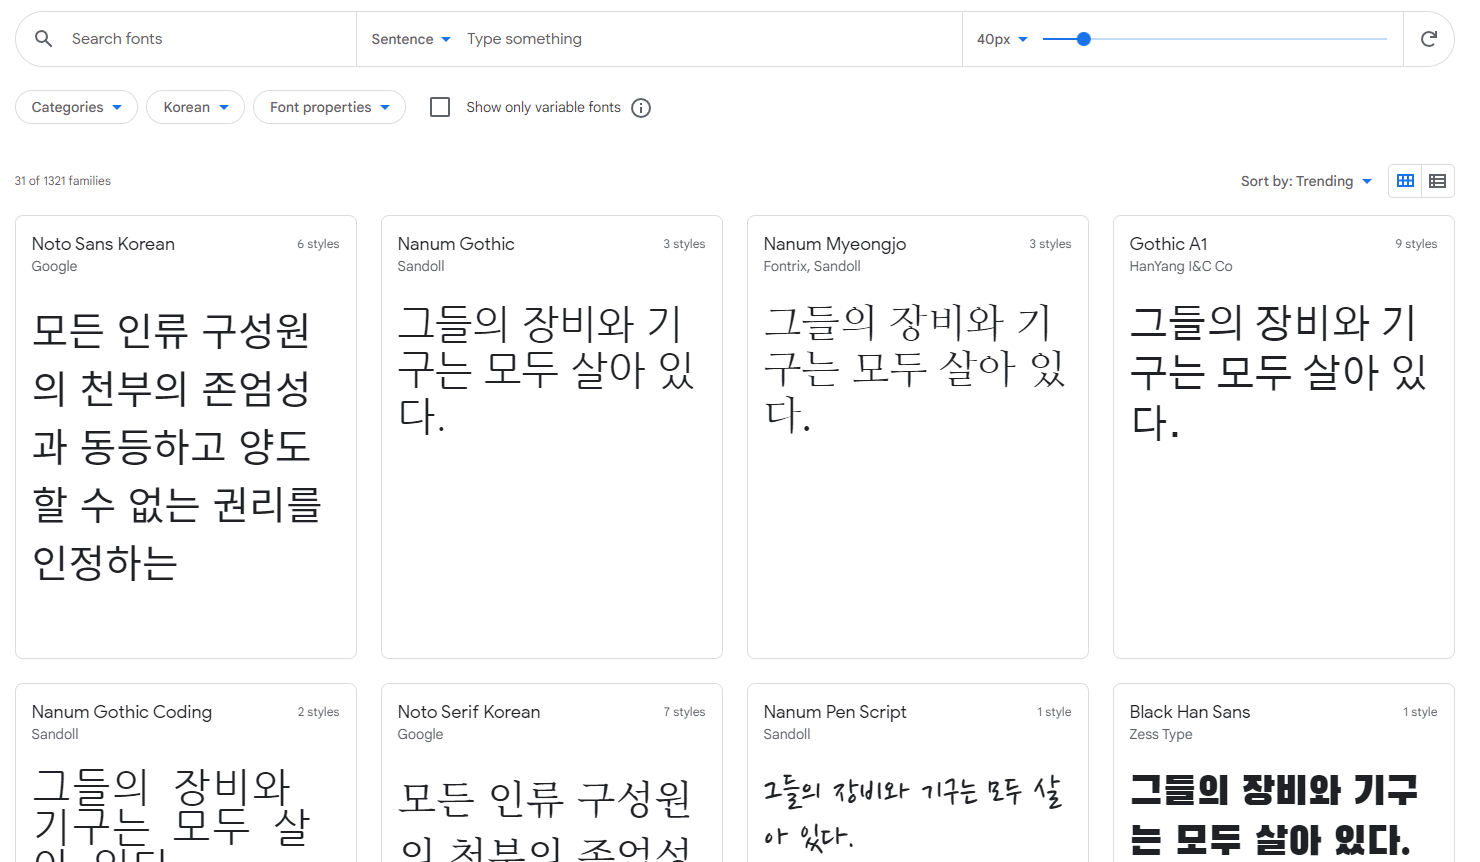 Search fonts
Sentence
Type something
40px
Categories
Korean
Font properties
Show only variable fonts
31 of 1321 families
Sort by: Trending
Noto Sans Korean
6 styles
Google
모든 인류 구성원
의 천부의 존엄성
과 동등하고 양도
할 수 없는 권리를
인정하는
Nanum Gothic
3 styles
Sandoll
그들의 장비와 기
구는 모두 살아 있
다.
Nanum Myeongjo
3 styles
Fontrix, Sandoll
그들의 장비와 기
구는 모두 살아 있
다.
Gothic A1
9 styles
HanYang I&C Co
그들의 장비와 기
구는 모두 살아 있
다.
Nanum Gothic Coding
2 styles
Sandoll
그들의 장비와
기구는 모두 살
Noto Serif Korean
7 styles
Google
모든 인류 구성원
의 천부의 존엄성
Nanum Pen Script
1 style
Sandoll
그들의 장비와 기구는 모두 살
아 있다.
Black Han Sans
1 style
Zess Type
그들의 장비와 기구
는 모두 살아 있다.